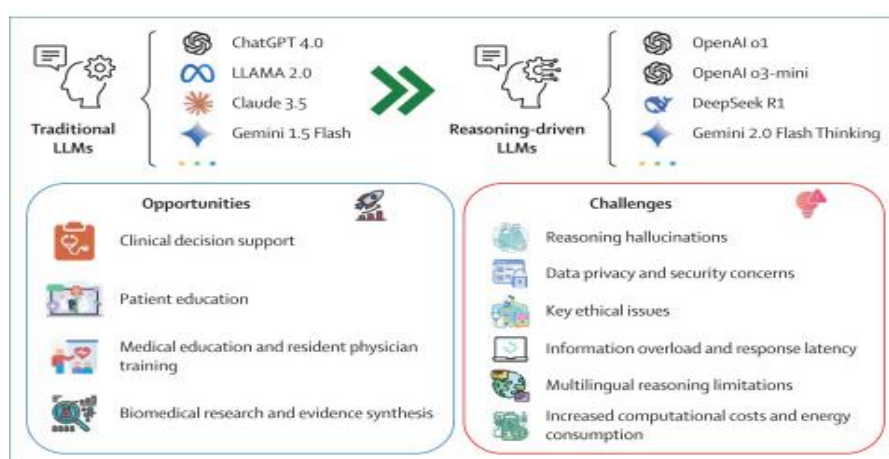 Traditional
LLMs
ChatGPT 4.0
LLAMA 2.0
Claude 3.5
Gemini 1.5 Flash
Reasoning-driven
LLMs
OpenAI o1
OpenAI o3-mini
DeepSeek R1
Gemini 2.0 Flash Thinking
Opportunities
Clinical decision support
Patient education
Medical education and resident physician
training
Biomedical research and evidence synthesis
Challenges
Reasoning hallucinations
Data privacy and security concerns
Key ethical issues
Information overload and response latency
Multilingual reasoning limitations
Increased computational costs and energy
consumption